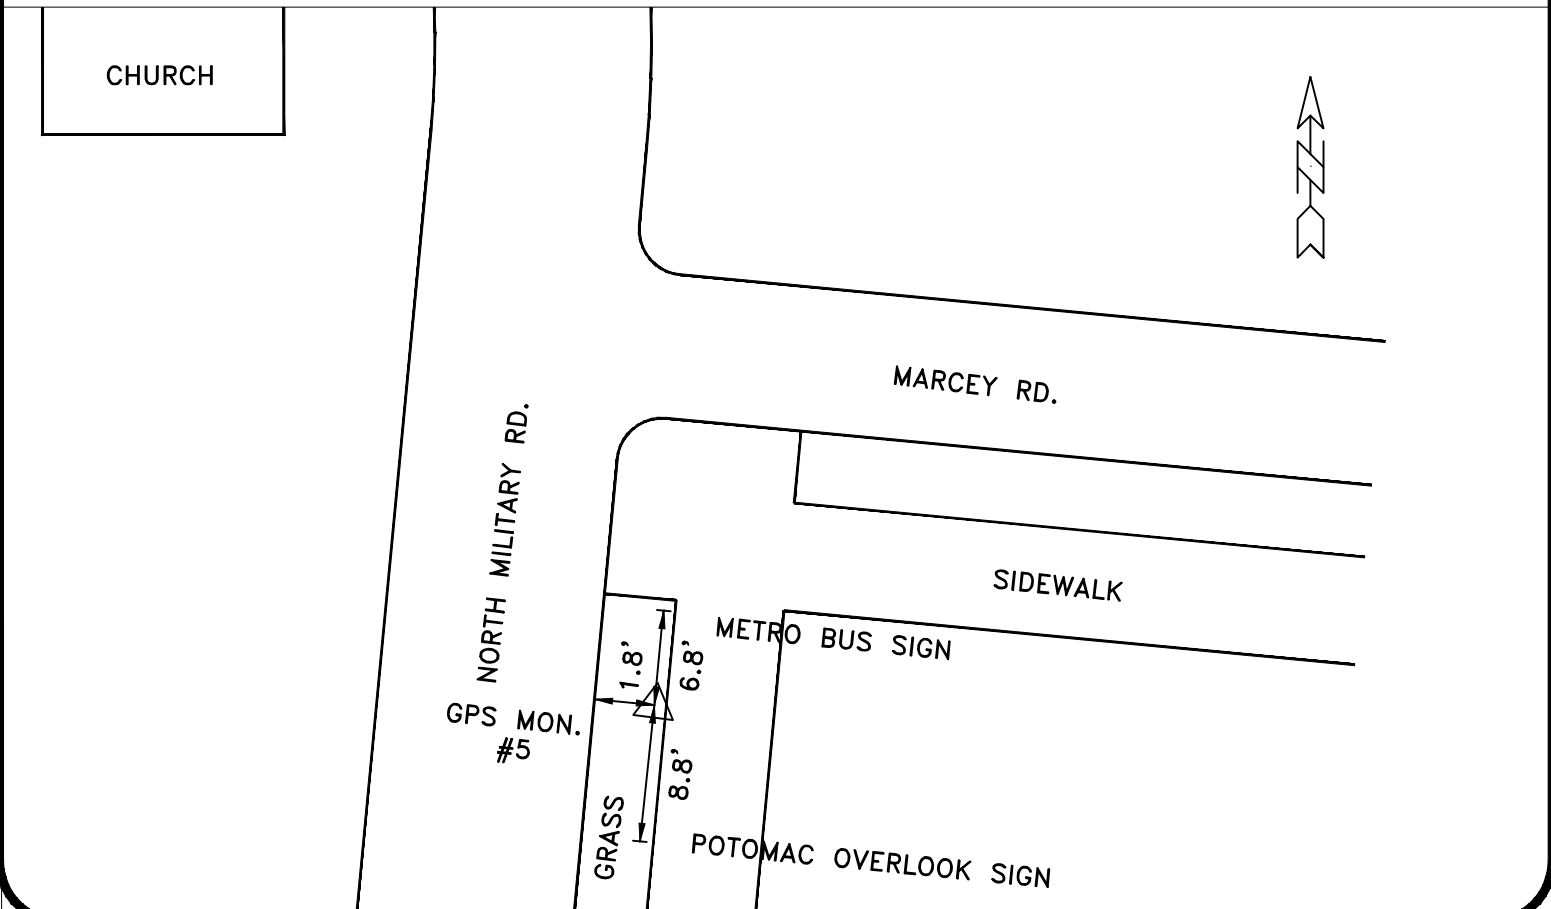 CHURCH
N
MARCEY RD.
NORTH MILITARY RD.
SIDEWALK
METRO BUS SIGN
1.8'
6.8'
GPS MON.
#5
8.8'
GRASS
POTOMAC OVERLOOK SIGN